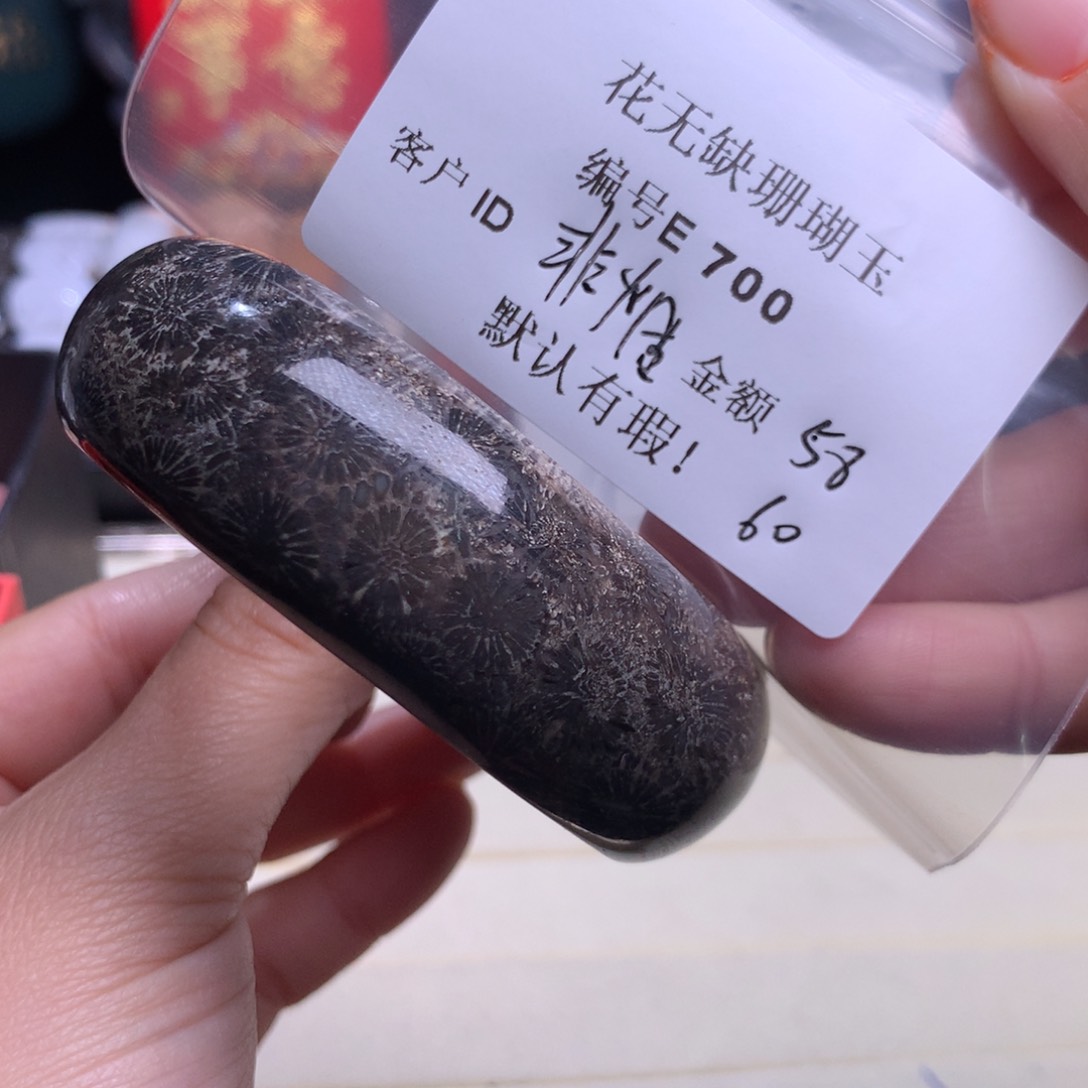 花无缺珊瑚玉
编号E 700
客户ID 金额 58
默认有瑕! 60